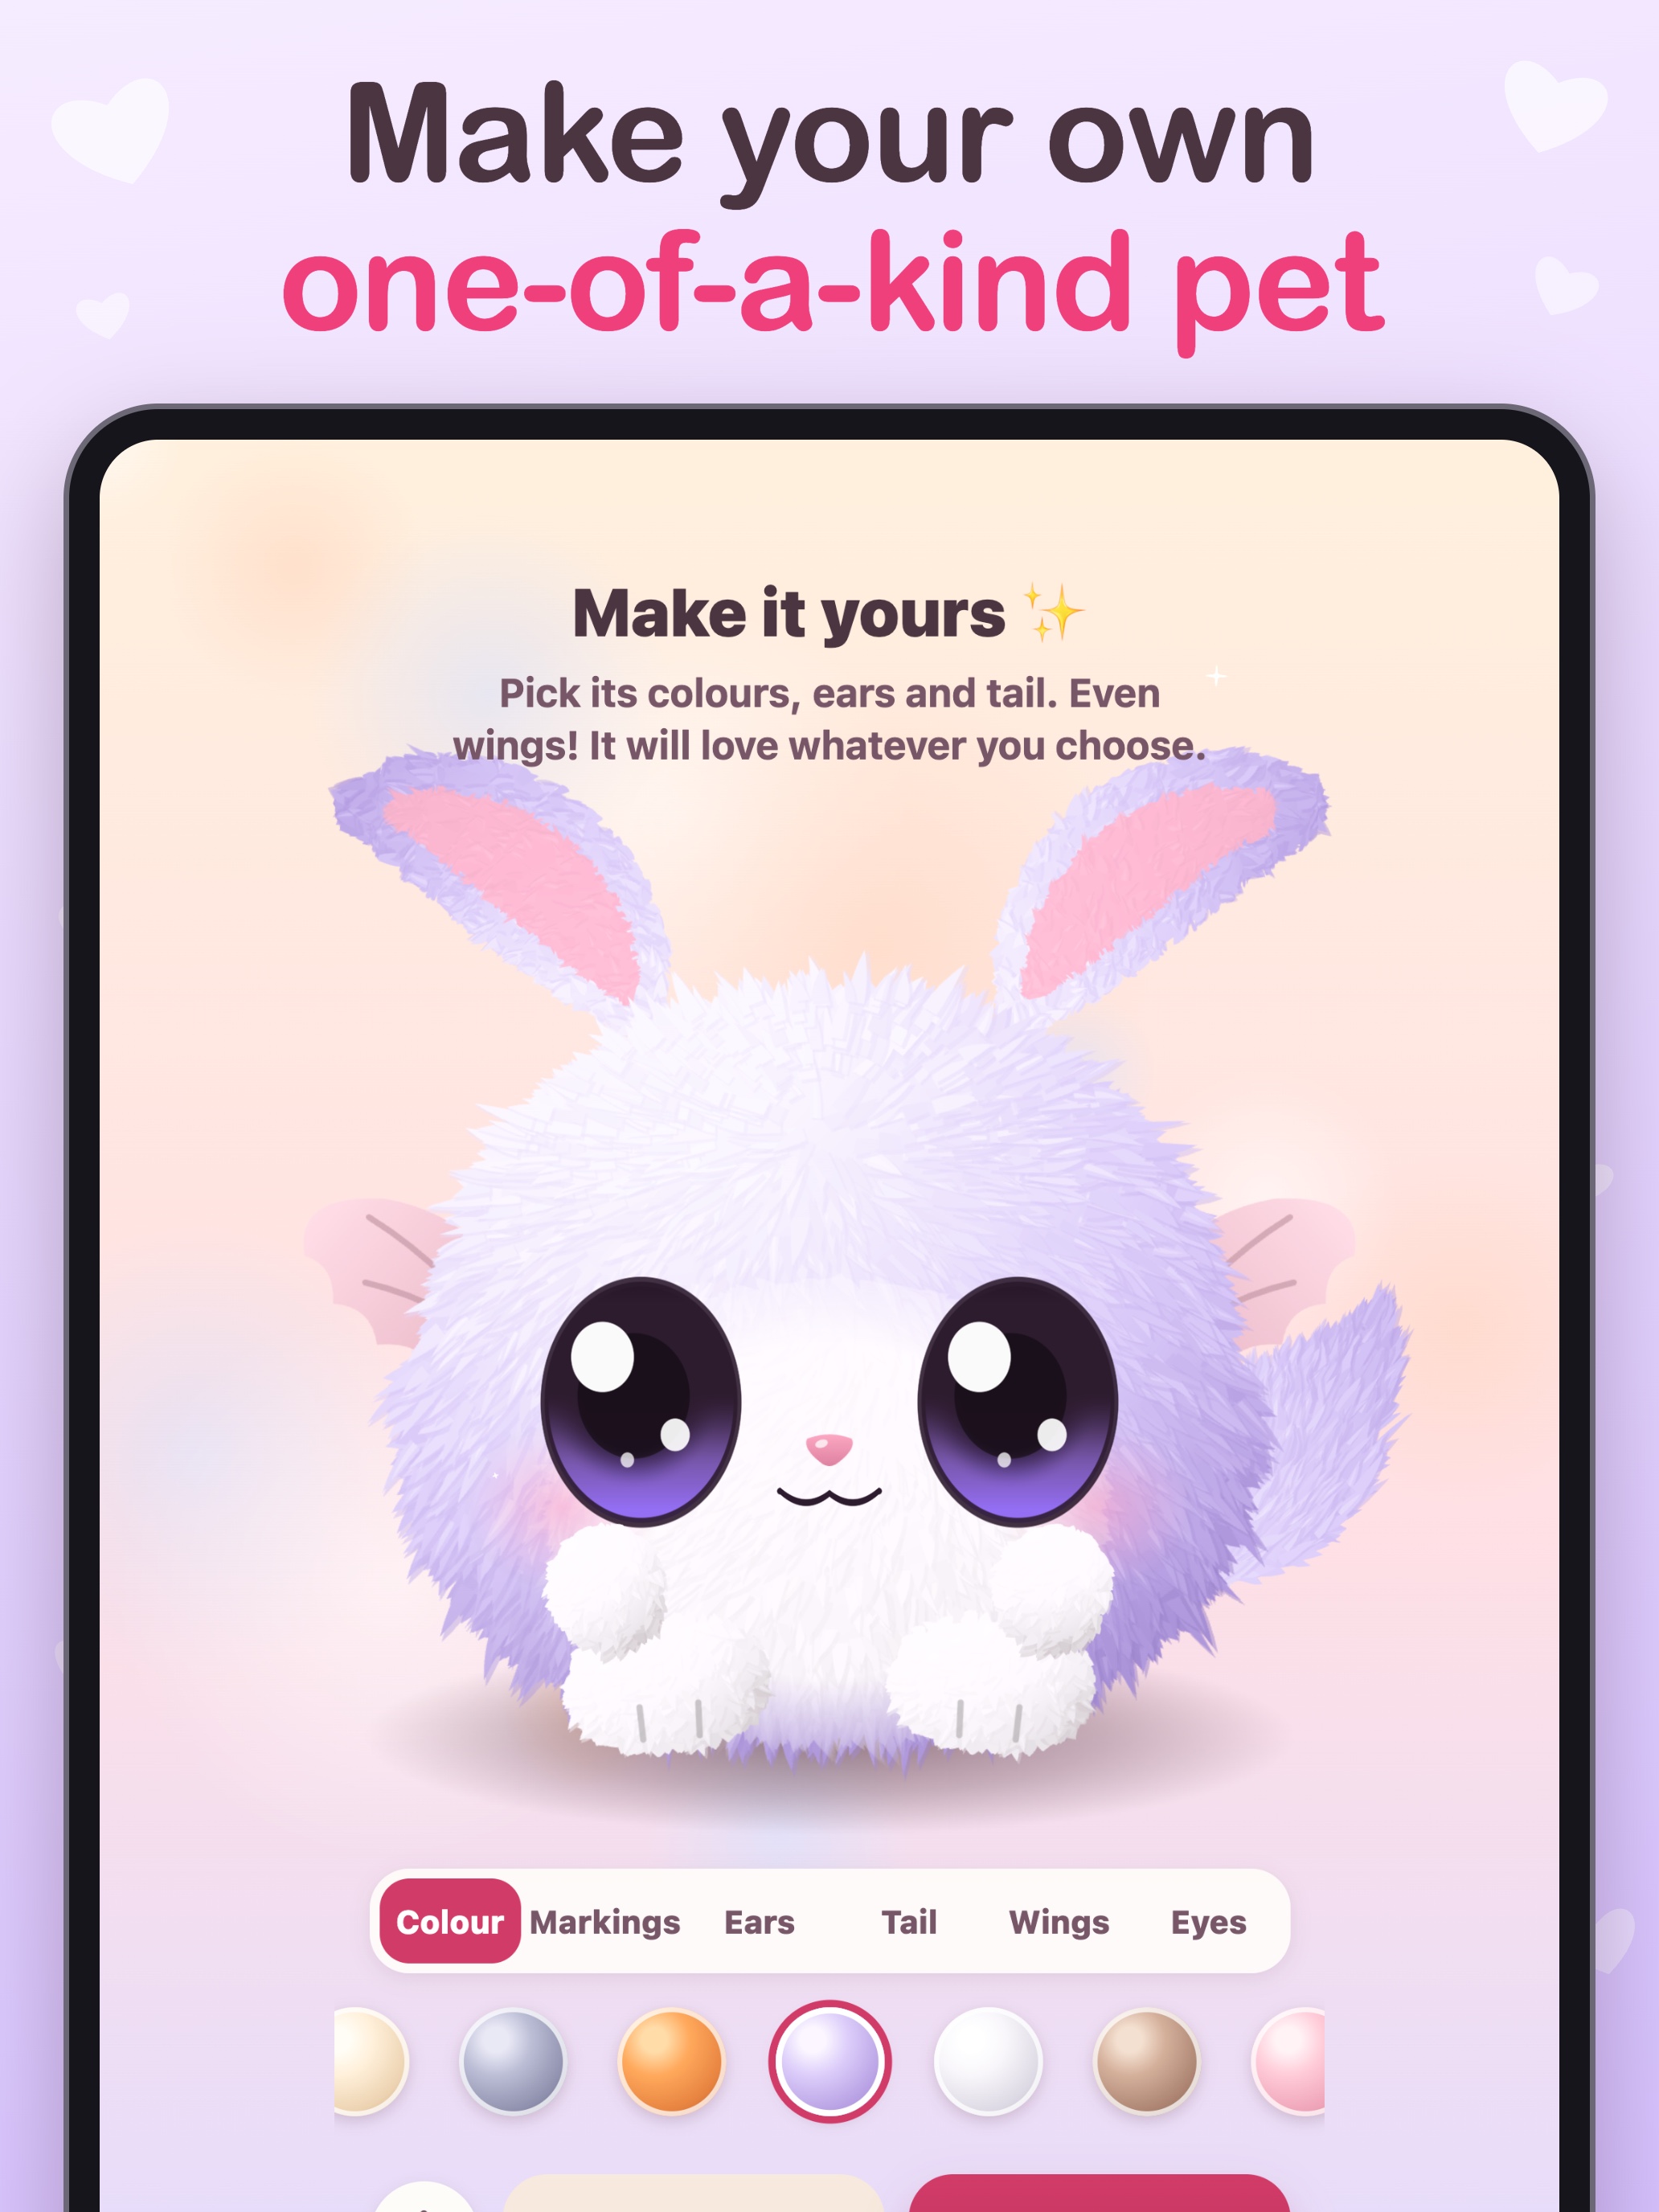 Make your own
one-of-a-kind pet
Make it yours ✨
Pick its colours, ears and tail. Even
wings! It will love whatever you choose.
Colour Markings Ears Tail Wings Eyes